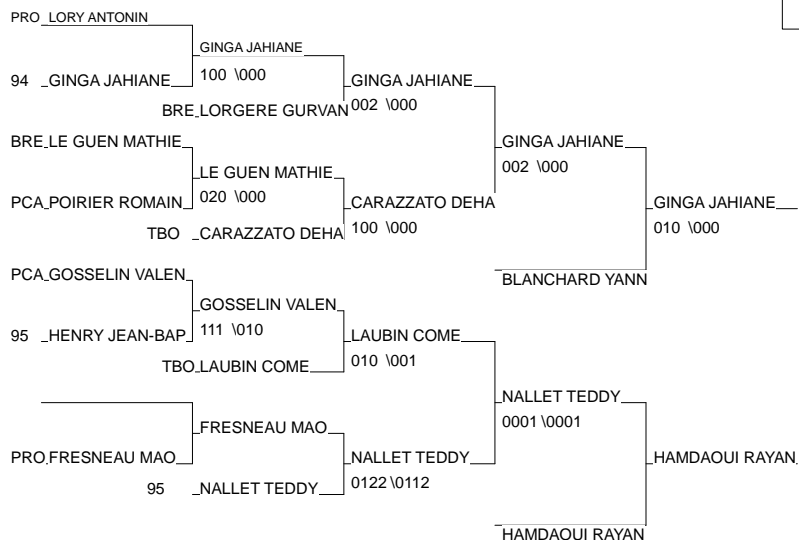 PRO LORY ANTONIN
GINGA JAHIANE
100 \000
94 GINGA JAHIANE
GINGA JAHIANE
002 \000
BRE LORGERE GURVAN
BRE LE GUEN MATHIE
GINGA JAHIANE
002 \000
LE GUEN MATHIE
020 \000
PCA POIRIER ROMAIN
CARAZZATO DEHA
100 \000
GINGA JAHIANE
010 \000
TBO CARAZZATO DEHA
PCA GOSSELIN VALEN
BLANCHARD YANN
GOSSELIN VALEN
111 \010
95 HENRY JEAN-BAP
LAUBIN COME
010 \001
TBO LAUBIN COME
NALLET TEDDY
0001 \0001
FRESNEAU MAO
PRO FRESNEAU MAO
NALLET TEDDY
0122 \0112
HAMDAOUI RAYAN
95 NALLET TEDDY
HAMDAOUI RAYAN